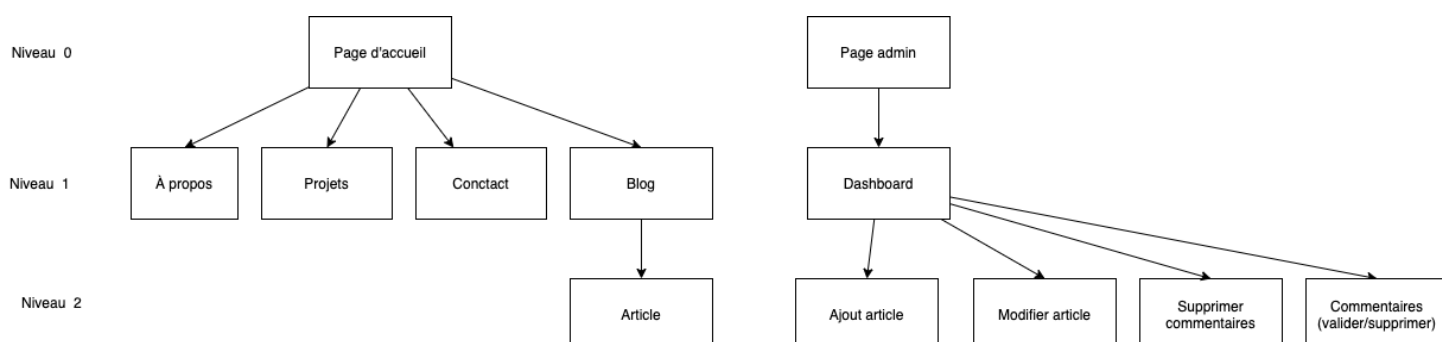 Niveau 0
Page d'accueil
Page admin
Niveau 1
À propos
Projets
Conctact
Blog
Dashboard
Niveau 2
Article
Ajout article
Modifier article
Supprimer
commentaires
Commentaires
(valider/supprimer)